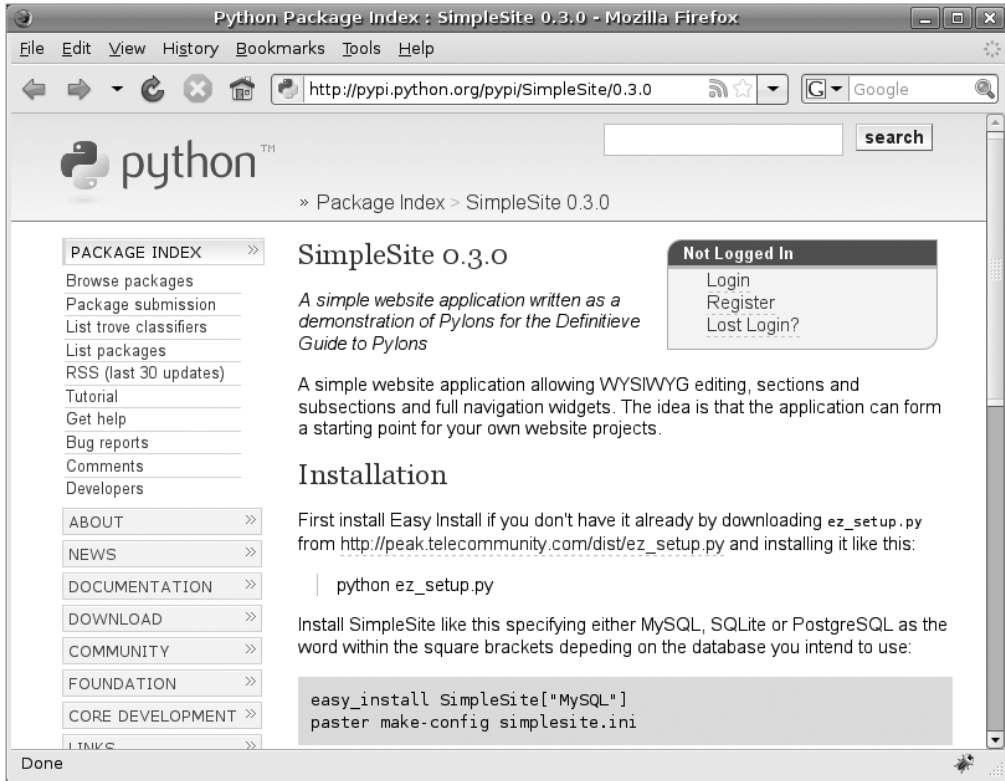 Python Package Index : SimpleSite 0.3.0 - Mozilla Firefox
File Edit View History Bookmarks Tools Help
http://pypi.python.org/pypi/SimpleSite/0.3.0
G Google
python™
search
» Package Index > SimpleSite 0.3.0
PACKAGE INDEX »
Browse packages
Package submission
List trove classifiers
List packages
RSS (last 30 updates)
Tutorial
Get help
Bug reports
Comments
Developers
ABOUT »
NEWS »
DOCUMENTATION »
DOWNLOAD »
COMMUNITY »
FOUNDATION »
CORE DEVELOPMENT »
LINKS »
SimpleSite 0.3.0
Not Logged In
Login
Register
Lost Login?
A simple website application written as a
demonstration of Pylons for the Definitieve
Guide to Pylons
A simple website application allowing WYSIWYG editing, sections and
subsections and full navigation widgets. The idea is that the application can form
a starting point for your own website projects.
Installation
First install Easy Install if you don't have it already by downloading ez_setup.py
from http://peak.telecommunity.com/dist/ez_setup.py and installing it like this:
python ez_setup.py
Install SimpleSite like this specifying either MySQL, SQLite or PostgreSQL as the
word within the square brackets depeding on the database you intend to use:
easy_install SimpleSite["MySQL"]
paster make-config simplesite.ini
Done